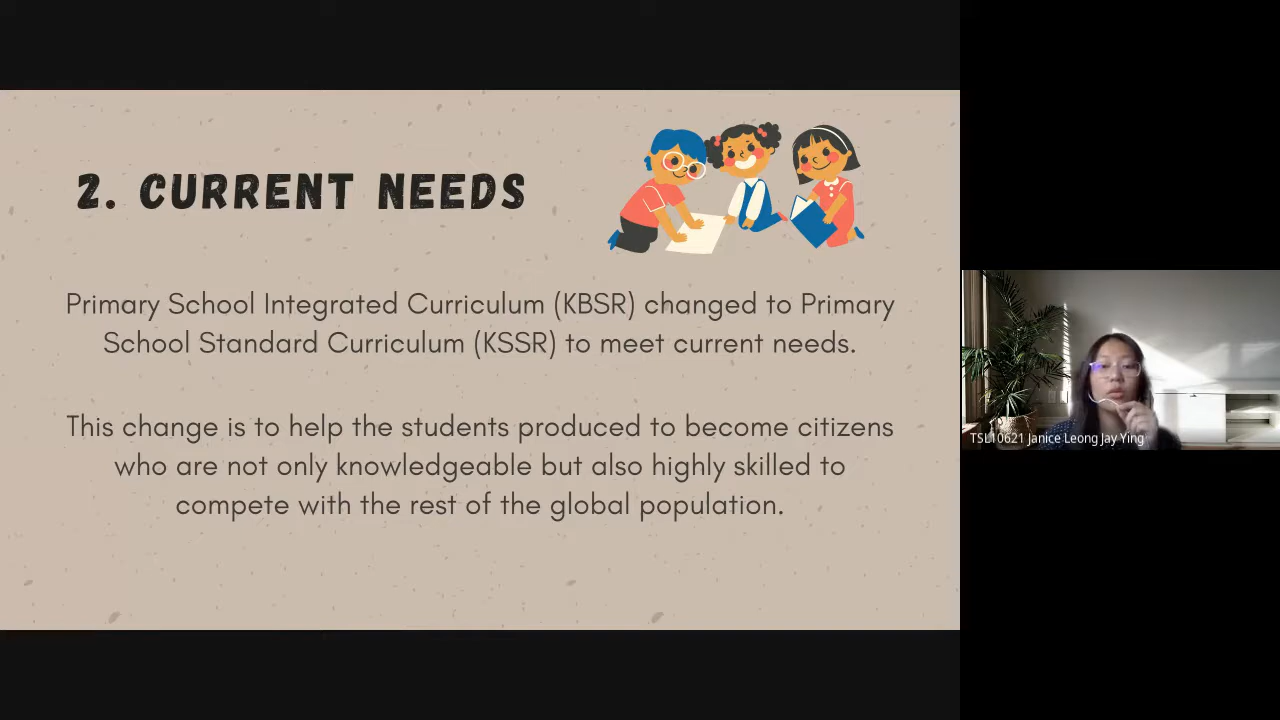 2. CURRENT NEEDS
Primary School Integrated Curriculum (KBSR) changed to Primary
School Standard Curriculum (KSSR) to meet current needs.
This change is to help the students produced to become citizens
who are not only knowledgeable but also highly skilled to
compete with the rest of the global population.
TSL10621 Janice Leong Jay Ying